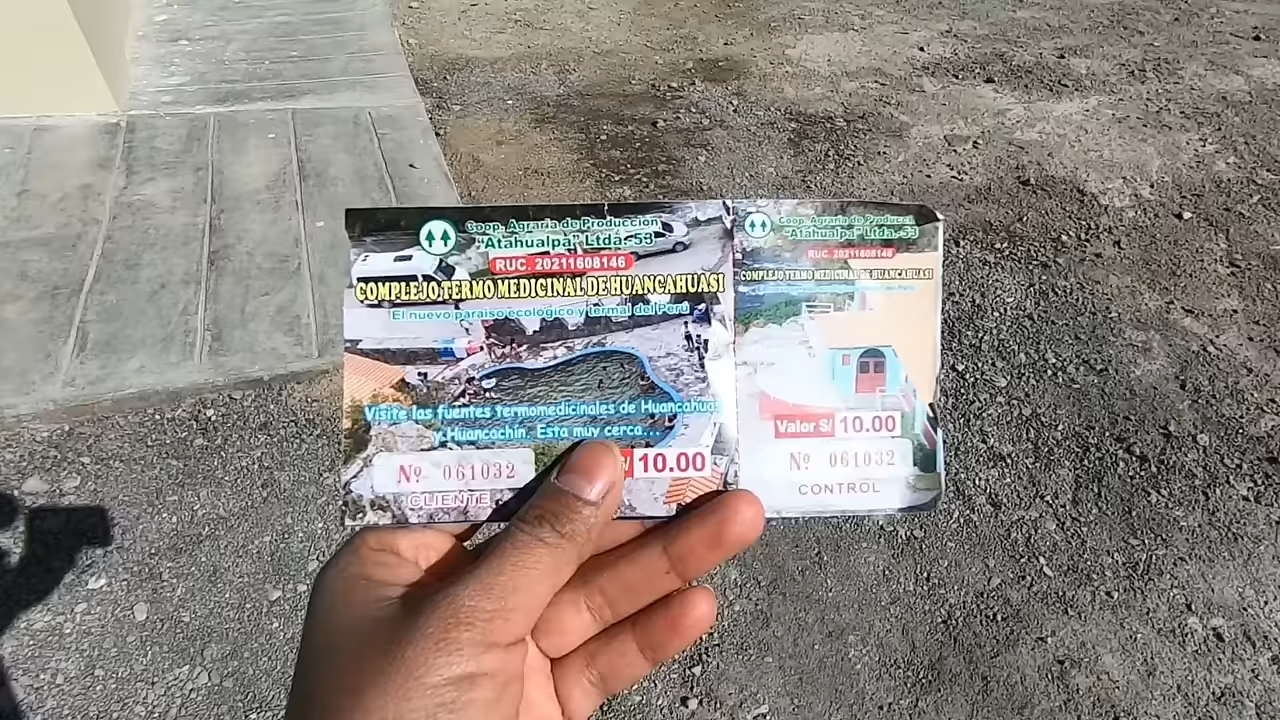 Coop. Agraria de Producción
"Atahualpa" Ltda. 53
RUC. 20211608146
COMPLEJO TERMO MEDICINAL DE HUANCAHUASI
El nuevo paraiso ecológico y termal del Perú
Visite las fuentes termomedicinales de Huancahua
y Huancachin. Esta muy cerca...
S/ 10.00
Nº. 061032
CLIENTE
Coop. Agraria de Producci
"Atahualpa" Ltda. 53
RUC. 20211608146
COMPLEJO TERMO MEDICINAL DE HUANCAHUASI
Valor S/ 10.00
Nº. 061032
CONTROL